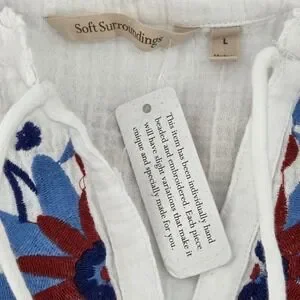 Soft Surroundings
L
This item has been individually hand
beaded and embroidered. Each piece
will have slight variations that make it
unique and specially made for you.